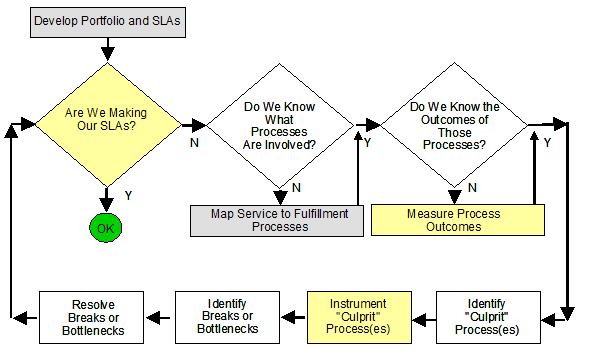 Develop Portfolio and SLAs
Are We Making
Our SLAs?
N
Y
OK
Do We Know
What
Processes
Are Involved?
Y
N
Map Service to Fulfillment
Processes
Do We Know the
Outcomes of
Those
Processes?
Y
N
Measure Process
Outcomes
Identify
"Culprit"
Process(es)
Instrument
"Culprit"
Process(es)
Identify
Breaks or
Bottlenecks
Resolve
Breaks or
Bottlenecks